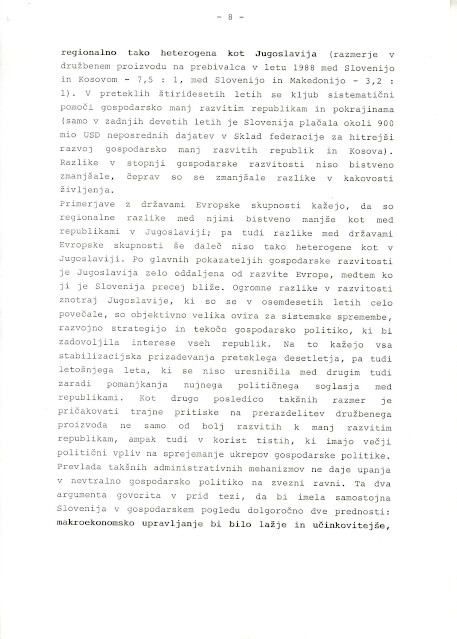 - 8 -
regionalno tako heterogena kot Jugoslavija (razmerje v
družbenem proizvodu na prebivalca v letu 1988 med Slovenijo
in Kosovom - 7,5 : 1, med Slovenijo in Makedonijo - 3,2 :
1). V preteklih štiridesetih letih se kljub sistematični
pomoči gospodarsko manj razvitim republikam in pokrajinama
(samo v zadnjih devetih letih je Slovenija plačala okoli 900
mio USD neposrednih dajatev v Sklad federacije za hitrejši
razvoj gospodarsko manj razvitih republik in Kosova).
Razlike v stopnji gospodarske razvitosti niso bistveno
zmanjšale, čeprav so se zmanjšale razlike v kakovosti
življenja.
Primerjave z državami Evropske skupnosti kažejo, da so
regionalne razlike med njimi bistveno manjše kot med
republikami v Jugoslaviji; pa tudi razlike med državami
Evropske skupnosti še daleč niso tako heterogene kot v
Jugoslaviji. Po glavnih pokazateljih gospodarske razvitosti
je Jugoslavija zelo oddaljena od razvite Evrope, medtem ko
ji je Slovenija precej bliže. Ogromne razlike v razvitosti
znotraj Jugoslavije, ki so se v osemdesetih letih celo
povečale, so objektivno velika ovira za sistemske spremembe,
razvojno strategijo in tekočo gospodarsko politiko, ki bi
zadovoljila interese vseh republik. Na to kažejo vsa
stabilizacijska prizadevanja preteklega desetletja, pa tudi
letošnjega leta, ki se niso uresničila med drugim tudi
zaradi pomanjkanja nujnega političnega soglasja med
republikami. Kot drugo posledico takšnih razmer je
pričakovati trajne pritiske na prerazdelitev družbenega
proizvoda ne samo od bolj razvitih k manj razvitim
republikam, ampak tudi v korist tistih, ki imajo večji
politični vpliv na sprejemanje ukrepov gospodarske politike.
Prevlada takšnih administrativnih mehanizmov ne daje upanja
v nevtralno gospodarsko politiko na zvezni ravni. Ta dva
argumenta govorita v prid tezi, da bi imela samostojna
Slovenija v gospodarskem pogledu dolgoročno dve prednosti:
makroekonomsko upravljanje bi bilo lažje in učinkovitejše,